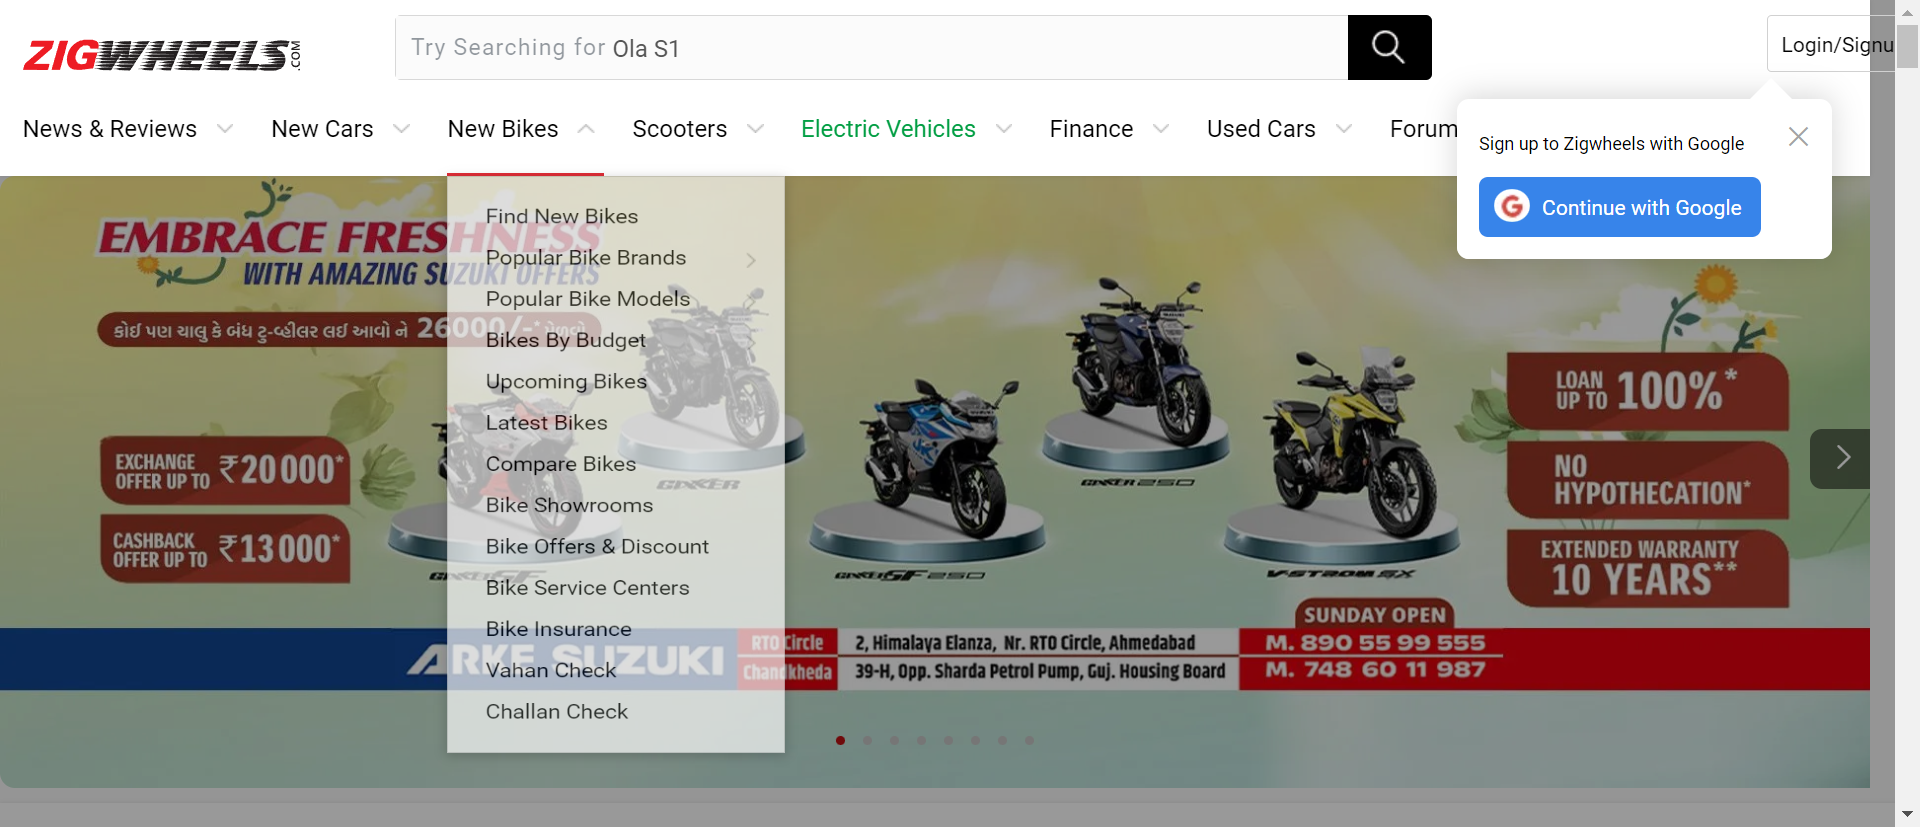 ZIGWHEELS.COM
Try Searching for Ola S1
Login/Signu
News & Reviews
New Cars
New Bikes
Scooters
Electric Vehicles
Finance
Used Cars
Forum
Sign up to Zigwheels with Google
Continue with Google
Find New Bikes
Popular Bike Brands
Popular Bike Models
Bikes By Budget
Upcoming Bikes
Latest Bikes
Compare Bikes
Bike Showrooms
Bike Offers & Discount
Bike Service Centers
Bike Insurance
Vahan Check
Challan Check
EMBRACE FRESHNESS
WITH AMAZING SUZUKI OFFERS
કોઈ પણ ચાલુ કે બંધ ટુ-વ્હીલર લઈ આવો ને 26000/-* મેળવો
EXCHANGE
OFFER UP TO ₹20000*
CASHBACK
OFFER UP TO ₹13000*
GIXXER
GIXXER SF 250
GIXXER 250
V-STROM SX
LOAN
UP TO 100%*
NO
HYPOTHECATION*
EXTENDED WARRANTY
10 YEARS**
SUNDAY OPEN
ARKE SUZUKI
RTO Circle
2, Himalaya Elanza, Nr. RTO Circle, Ahmedabad
M. 890 55 99 555
Chandkheda
39-H, Opp. Sharda Petrol Pump, Guj. Housing Board
M. 748 60 11 987